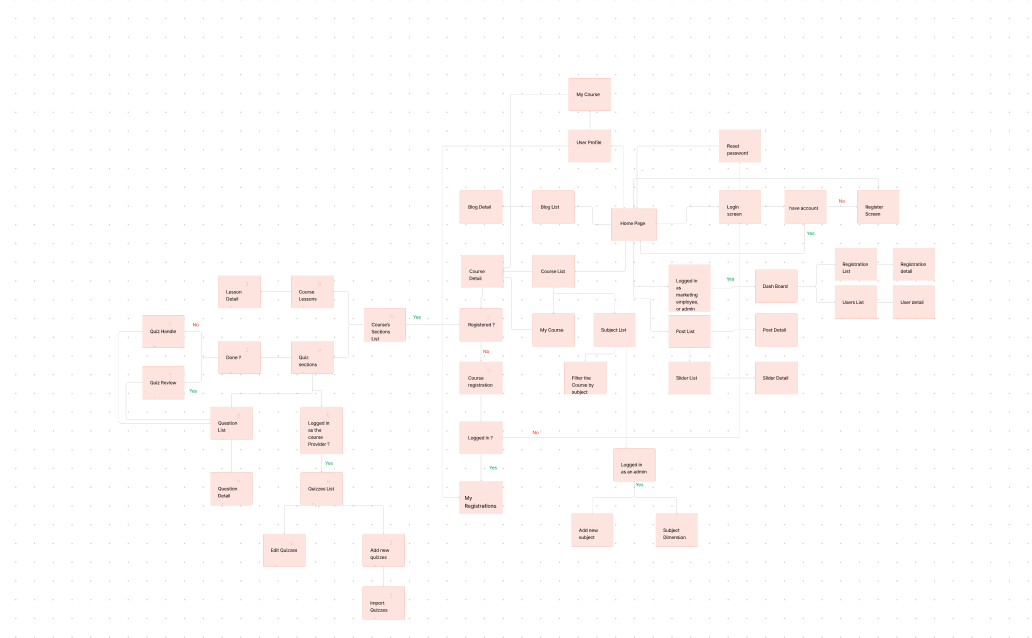 My Course
User Profile
Reset
password
Blog Detail
Blog List
Home Page
Login
screen
have account
No
Register
Screen
Yes
Course
Detail
Course List
Logged in
as
marketing
employee,
or admin
Yes
Dash Board
Registration
List
Registration
detail
Users List
User detail
Lesson
Detail
Course
Lessons
Course's
Sections
List
Yes
Registered ?
My Course
Subject List
Post List
Post Detail
Quiz Handle
No
Done ?
Quiz
sections
No
Quiz Review
Yes
Course
registration
Filter the
Course by
subject
Slider List
Slider Detail
Question
List
Logged in
as the
course
Provider ?
Logged in ?
No
Yes
Yes
Logged in
as an admin
Yes
Question
Detail
Quizzes List
My
Registrations
Add new
subject
Subject
Dimension
Edit Quizzes
Add new
quizzes
Import
Quizzes